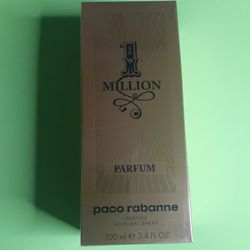 1
MILLION
PARFUM
paco rabanne
PARFUM
NATURAL SPRAY
100 ml e 3.4 FL.OZ